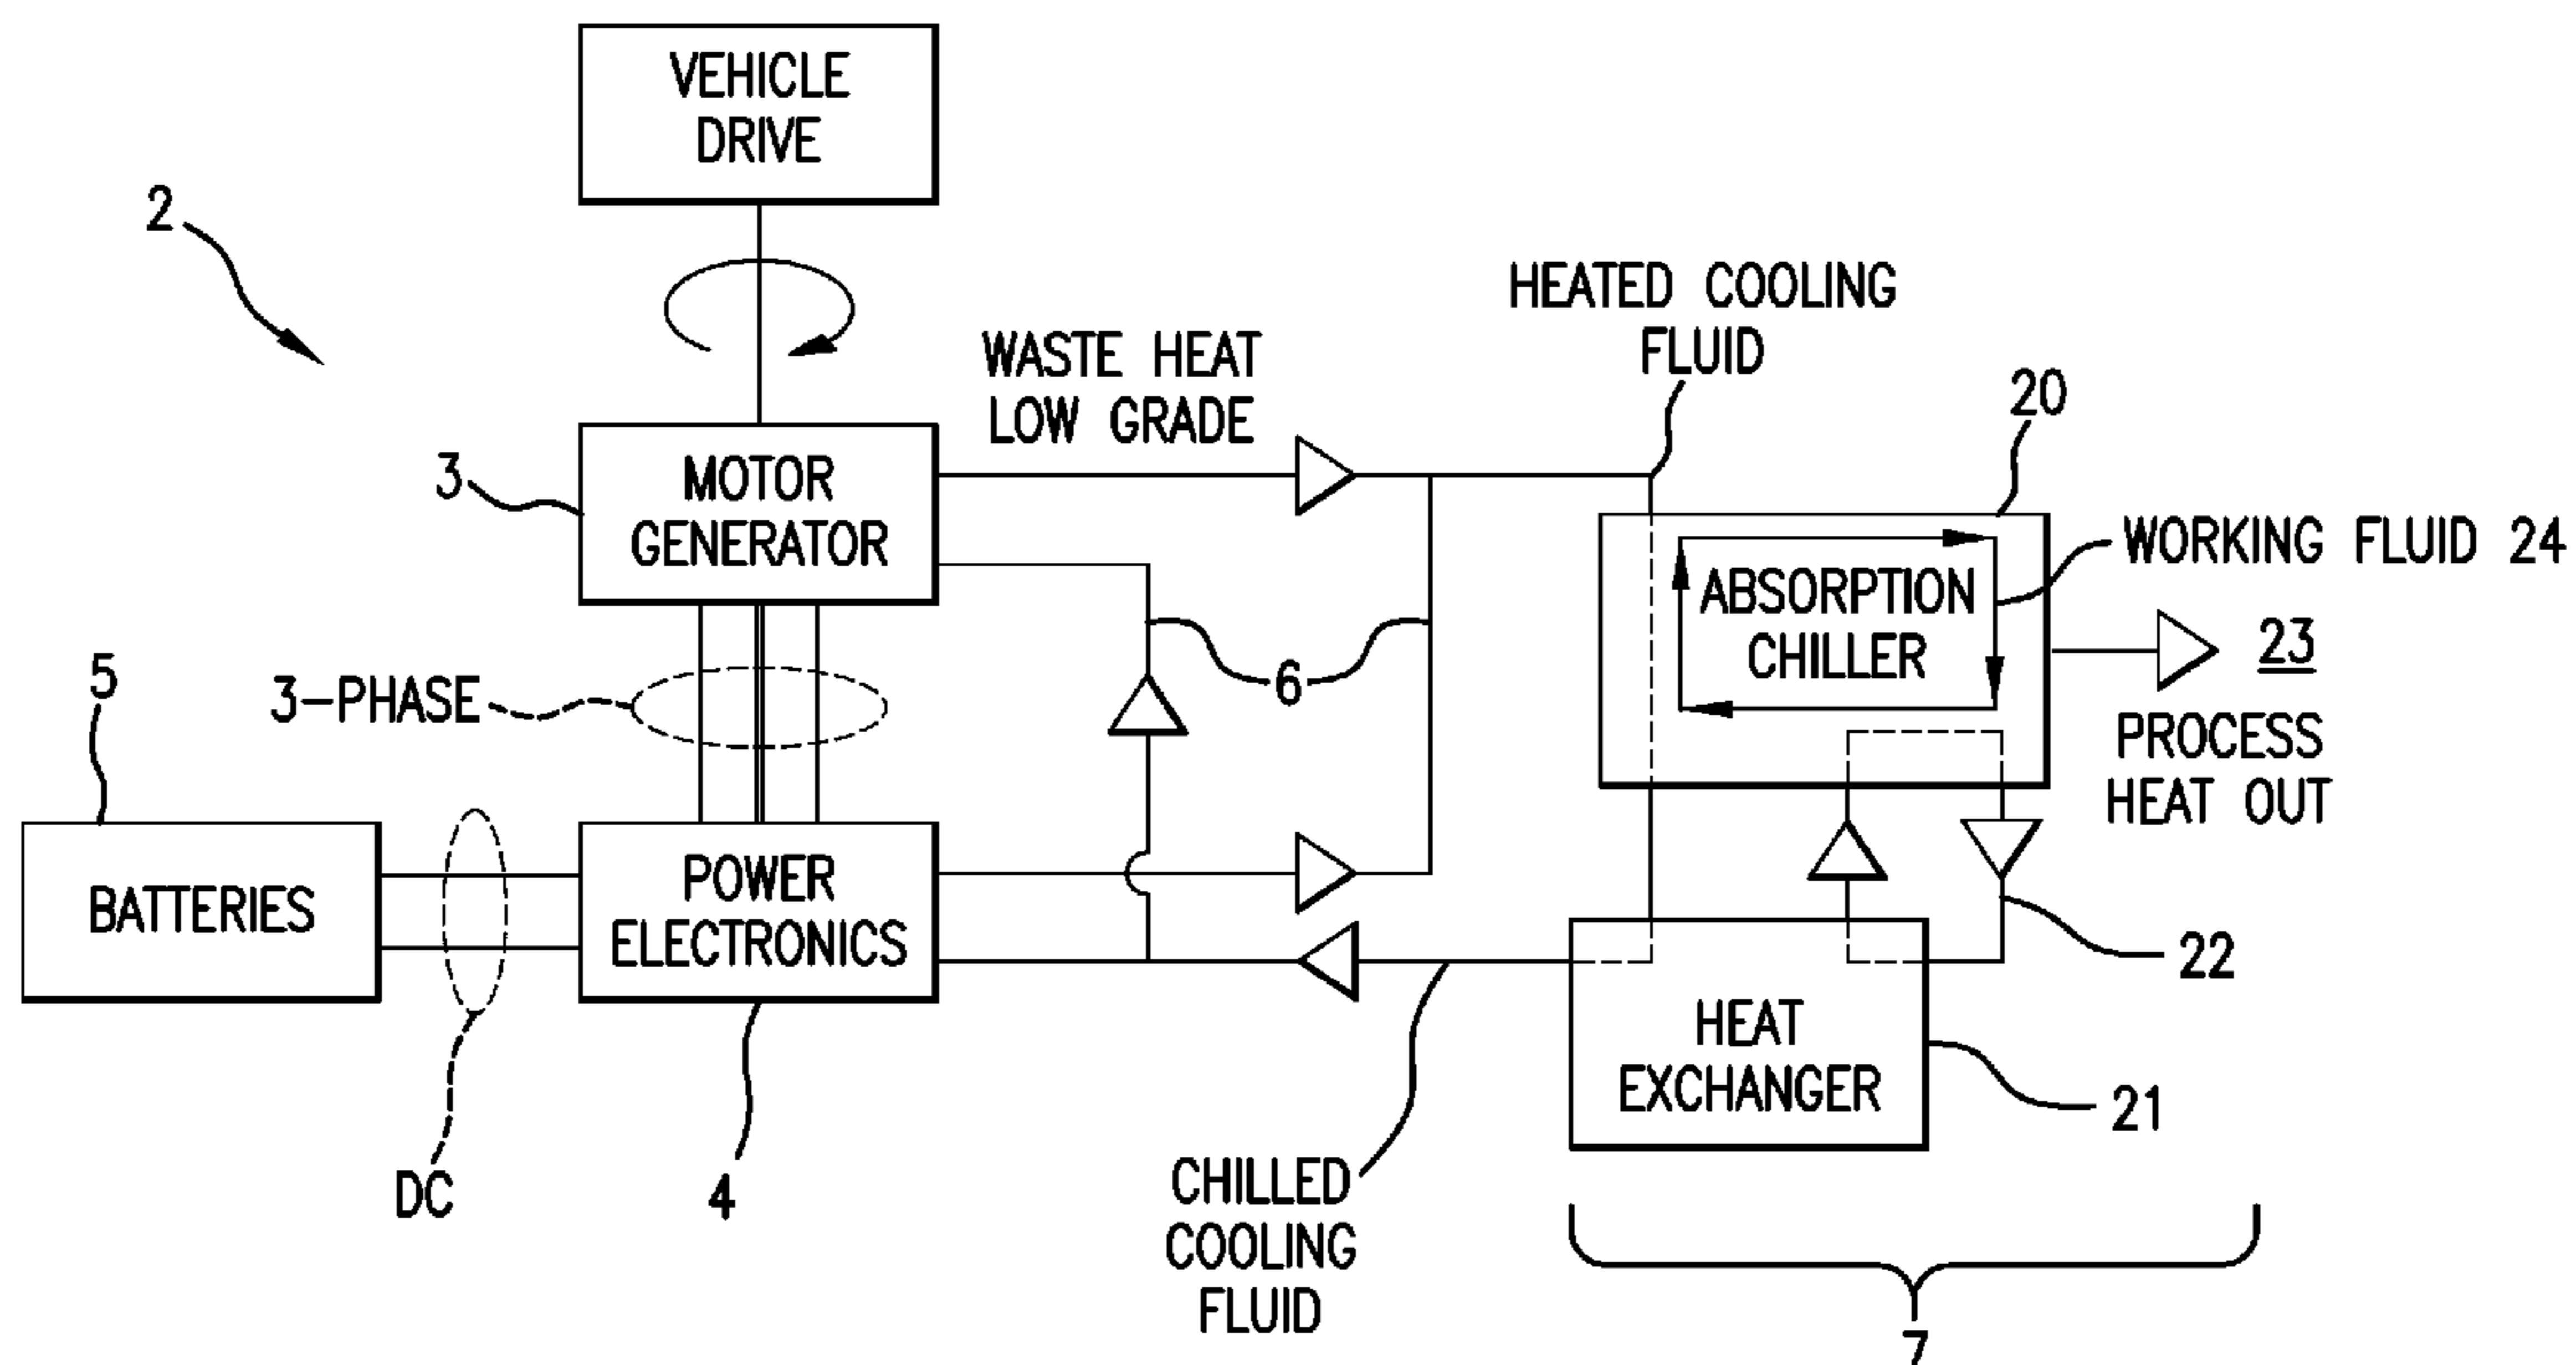 VEHICLE
DRIVE
2
HEATED COOLING
FLUID
WASTE HEAT
LOW GRADE
20
3
MOTOR
GENERATOR
WORKING FLUID 24
ABSORPTION
CHILLER
23
PROCESS
HEAT OUT
5
3-PHASE
6
BATTERIES
POWER
ELECTRONICS
22
HEAT
EXCHANGER
21
DC
4
CHILLED
COOLING
FLUID
7